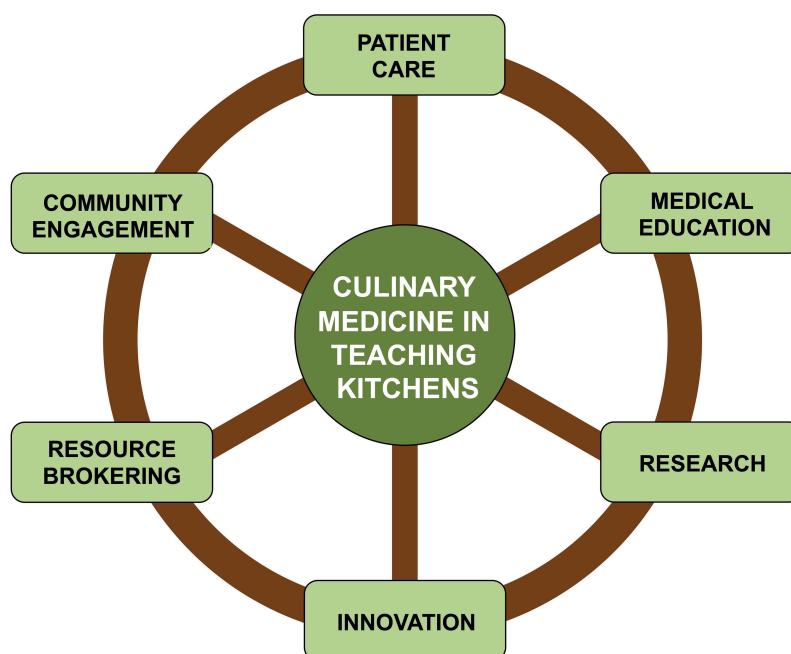 PATIENT
CARE
COMMUNITY
ENGAGEMENT
MEDICAL
EDUCATION
CULINARY
MEDICINE IN
TEACHING
KITCHENS
RESOURCE
BROKERING
RESEARCH
INNOVATION